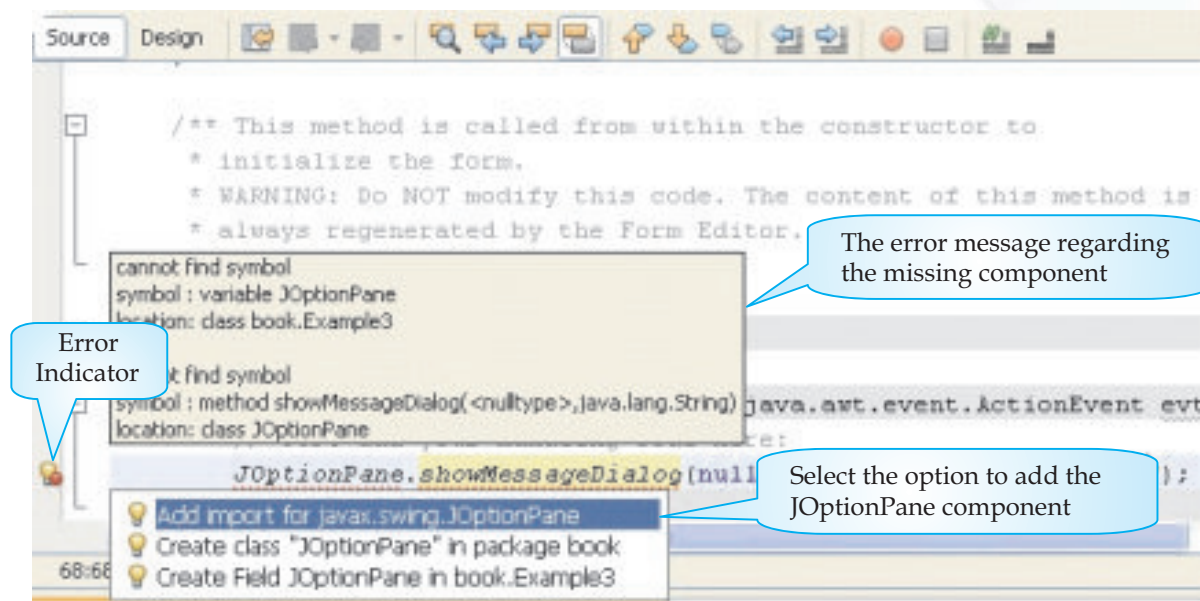 Source Design
/** This method is called from within the constructor to
* initialize the form.
* WARNING: Do NOT modify this code. The content of this method is
* always regenerated by the Form Editor.
The error message regarding
the missing component
cannot find symbol
symbol : variable JOptionPane
location: class book.Example3
Error
Indicator
find symbol
symbol : method showMessageDialog(<nulltype>,java.lang.String)
location: class JOptionPane
java.awt.event.ActionEvent evt
JOptionPane.showMessageDialog(null
);
Select the option to add the
JOptionPane component
Add import for javax.swing.JOptionPane
Create class "JOptionPane" in package book
Create Field JOptionPane in book.Example3
68:68